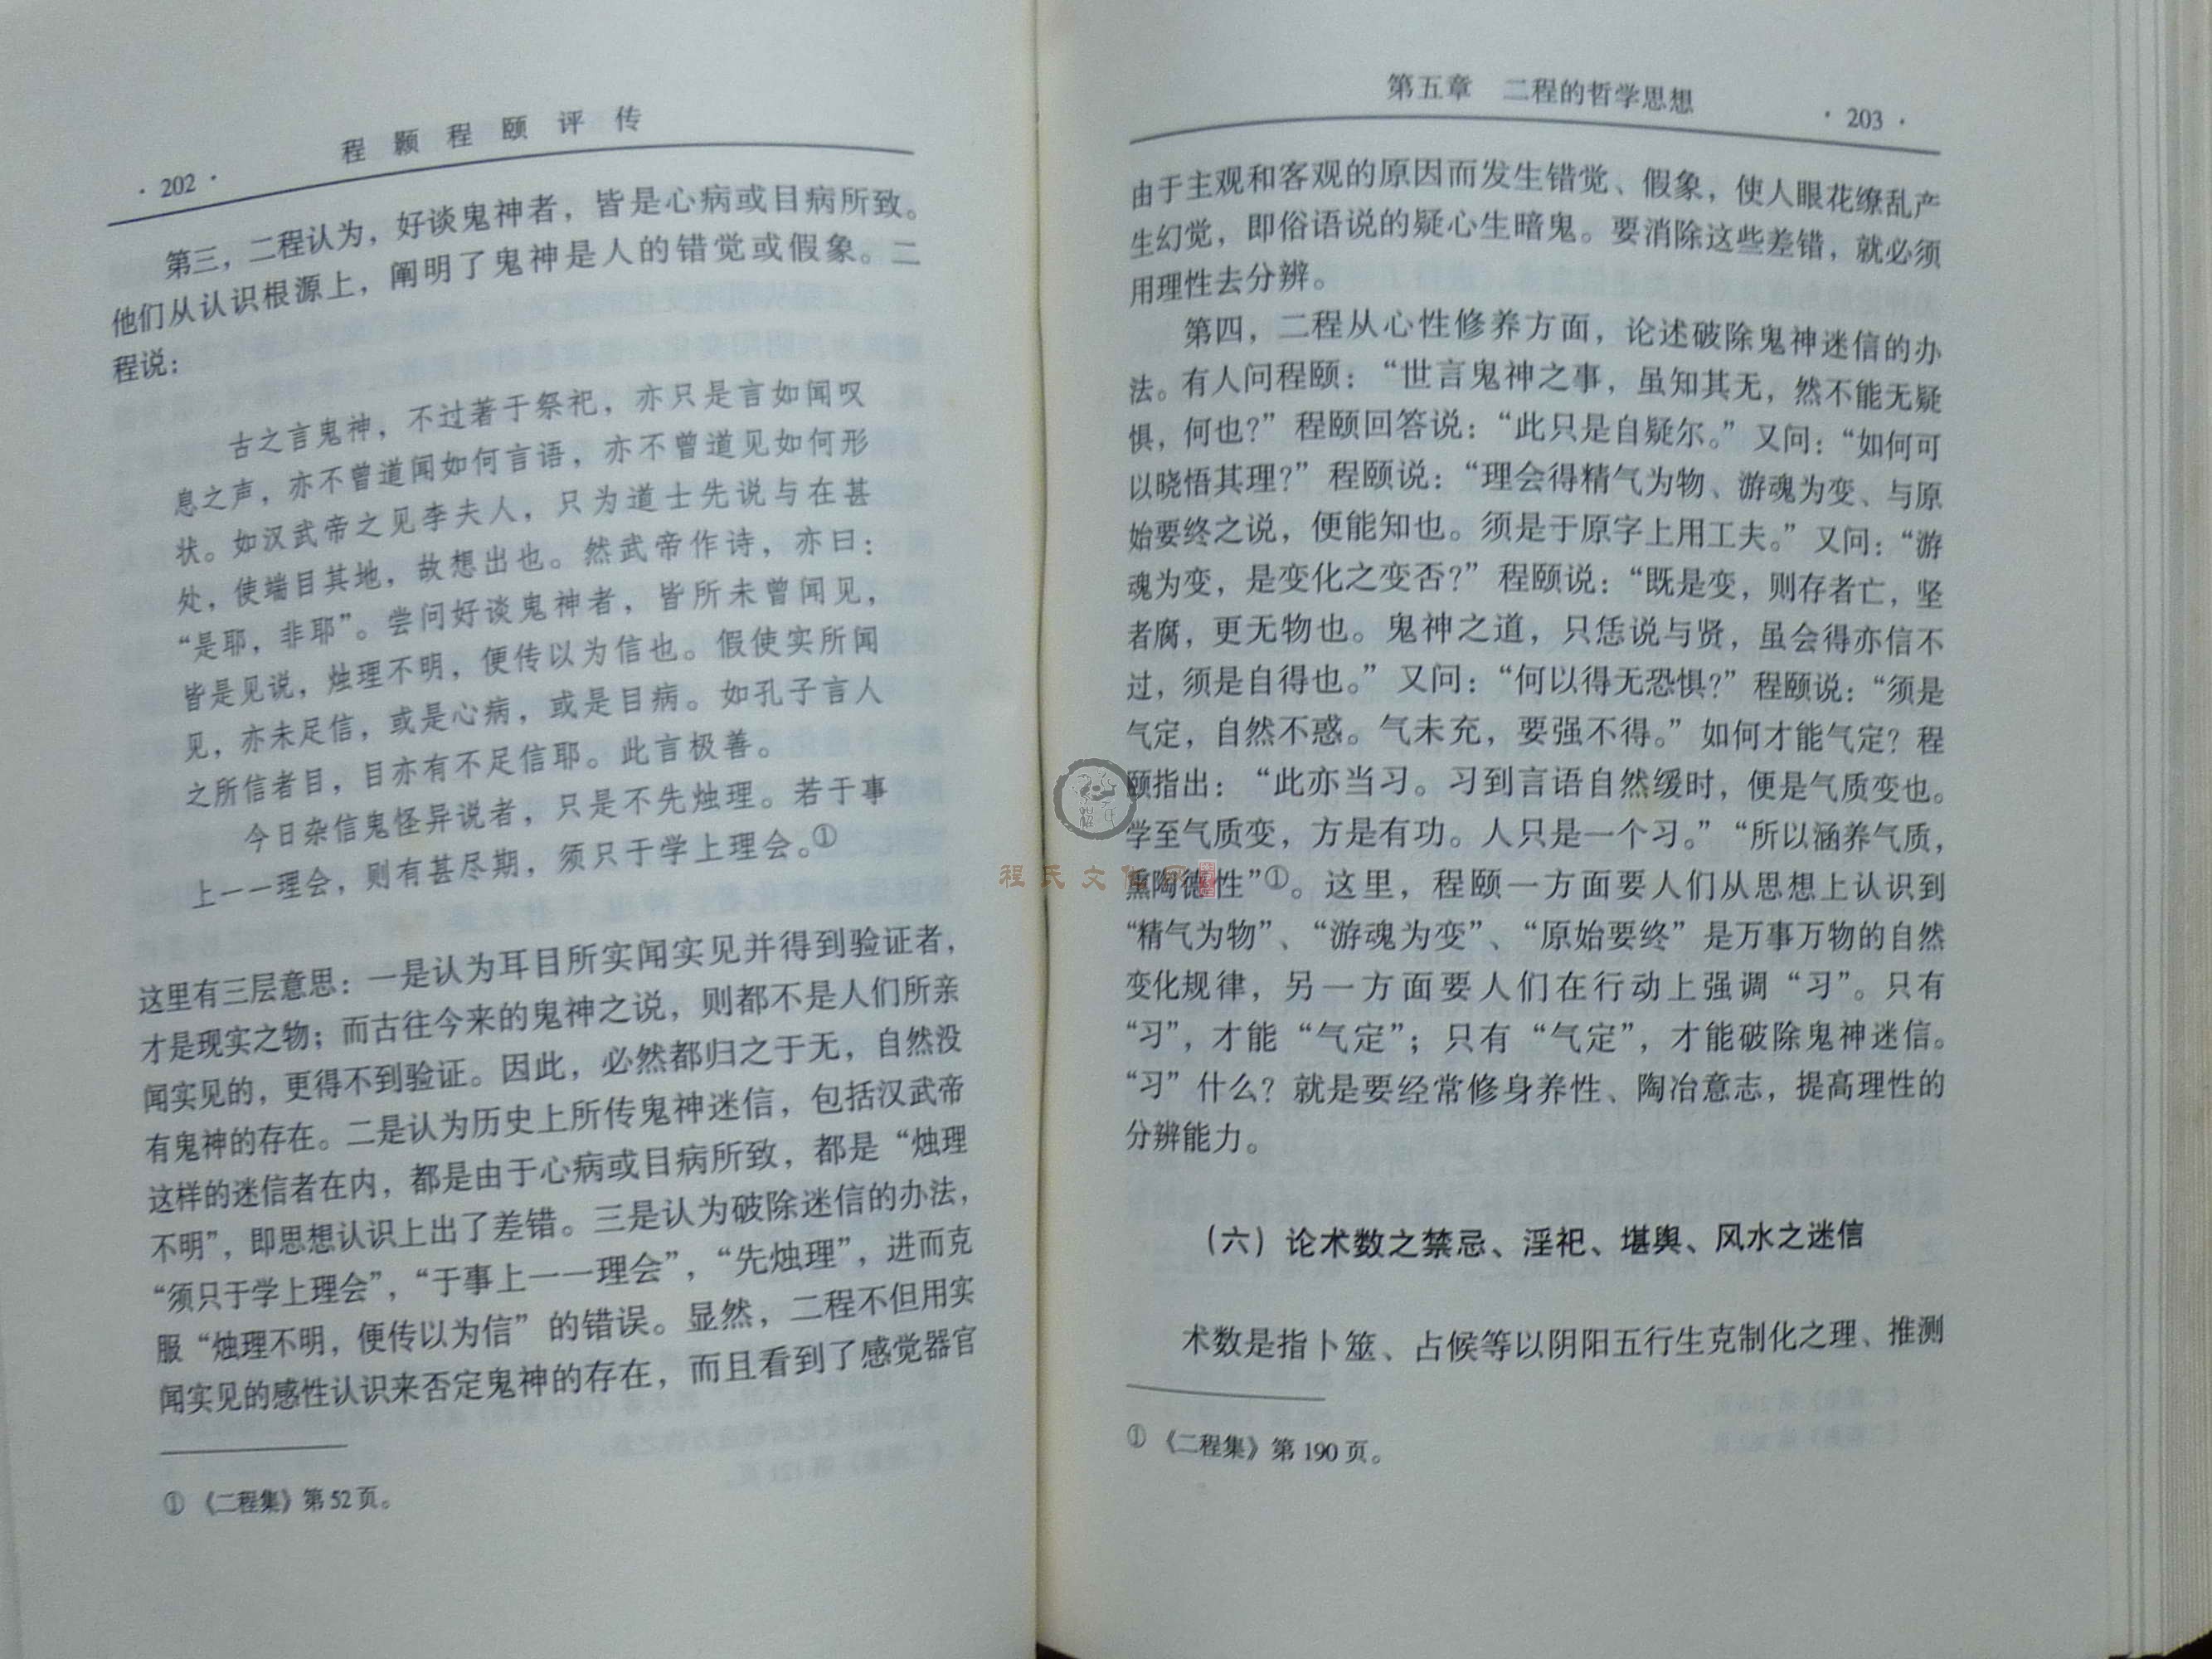 · 202 ·
程 颢 程 颐 评 传
第三，二程认为，好谈鬼神者，皆是心病或目病所致。
他们从认识根源上，阐明了鬼神是人的错觉或假象。二
程说：
古之言鬼神，不过著于祭祀，亦只是言如闻叹
息之声，亦不曾道闻如何言语，亦不曾道见如何形
状。如汉武帝之见李夫人，只为道士先说与在甚
处，使端目其地，故想出也。然武帝作诗，亦曰：
“是耶，非耶”。尝问好谈鬼神者，皆所未曾闻见，
皆是见说，烛理不明，便传以为信也。假使实所闻
见，亦未足信，或是心病，或是目病。如孔子言人
之所信者目，目亦有不足信耶。此言极善。
今日杂信鬼怪异说者，只是不先烛理。若于事
上一一理会，则有甚尽期，须只于学上理会。①
这里有三层意思：一是认为耳目所实闻实见并得到验证者，
才是现实之物；而古往今来的鬼神之说，则都不是人们所亲
闻实见的，更得不到验证。因此，必然都归之于无，自然没
有鬼神的存在。二是认为历史上所传鬼神迷信，包括汉武帝
这样的迷信者在内，都是由于心病或目病所致，都是“烛理
不明”，即思想认识上出了差错。三是认为破除迷信的办法，
“须只于学上理会”，“于事上一一理会”，“先烛理”，进而克
服“烛理不明，便传以为信”的错误。显然，二程不但用实
闻实见的感性认识来否定鬼神的存在，而且看到了感觉器官
① 《二程集》第 52 页。
第五章 二程的哲学思想
· 203 ·
由于主观和客观的原因而发生错觉、假象，使人眼花缭乱产
生幻觉，即俗语说的疑心生暗鬼。要消除这些差错，就必须
用理性去分辨。
第四，二程从心性修养方面，论述破除鬼神迷信的办
法。有人问程颐：“世言鬼神之事，虽知其无，然不能无疑
惧，何也？”程颐回答说：“此只是自疑尔。”又问：“如何可
以晓悟其理？”程颐说：“理会得精气为物、游魂为变、与原
始要终之说，便能知也。须是于原字上用工夫。”又问：“游
魂为变，是变化之变否？”程颐说：“既是变，则存者亡，坚
者腐，更无物也。鬼神之道，只恁说与贤，虽会得亦信不
过，须是自得也。”又问：“何以得无恐惧？”程颐说：“须是
气定，自然不惑。气未充，要强不得。”如何才能气定？程
颐指出：“此亦当习。习到言语自然缓时，便是气质变也。
学至气质变，方是有功。人只是一个习。”“所以涵养气质，
熏陶德性”①。这里，程颐一方面要人们从思想上认识到
“精气为物”、“游魂为变”、“原始要终”是万事万物的自然
变化规律，另一方面要人们在行动上强调“习”。只有
“习”，才能“气定”；只有“气定”，才能破除鬼神迷信。
“习”什么？就是要经常修身养性、陶冶意志，提高理性的
分辨能力。
（六）论术数之禁忌、淫祀、堪舆、风水之迷信
术数是指卜筮、占候等以阴阳五行生克制化之理、推测
① 《二程集》第 190 页。
程氏文化网